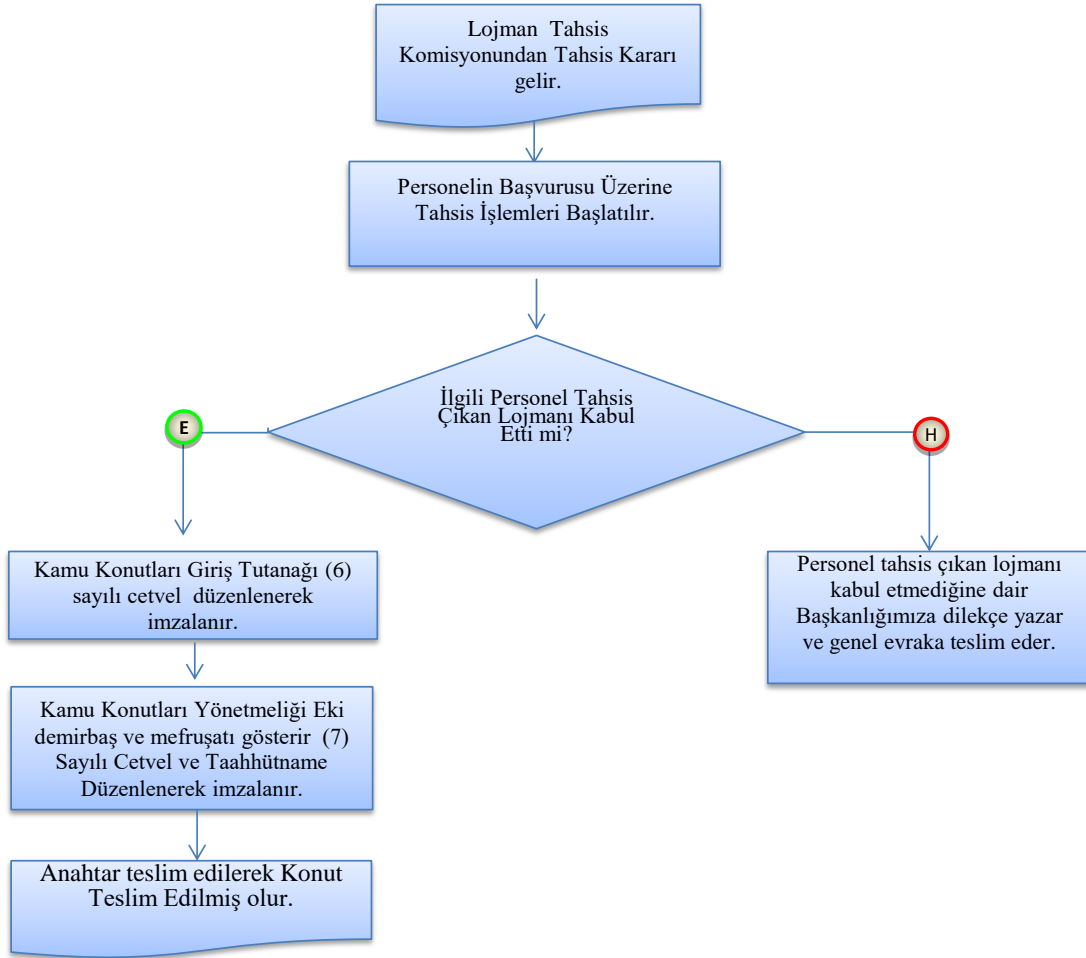 Lojman Tahsis
Komisyonundan Tahsis Kararı
gelir.
Personelin Başvurusu Üzerine
Tahsis İşlemleri Başlatılır.
İlgili Personel Tahsis
Çıkan Lojmanı Kabul
Etti mi?
E
H
Kamu Konutları Giriş Tutanağı (6)
sayılı cetvel düzenlenerek
imzalanır.
Personel tahsis çıkan lojmanı
kabul etmediğine dair
Başkanlığımıza dilekçe yazar
ve genel evraka teslim eder.
Kamu Konutları Yönetmeliği Eki
demirbaş ve mefruşatı gösterir (7)
Sayılı Cetvel ve Taahhütname
Düzenlenerek imzalanır.
Anahtar teslim edilerek Konut
Teslim Edilmiş olur.